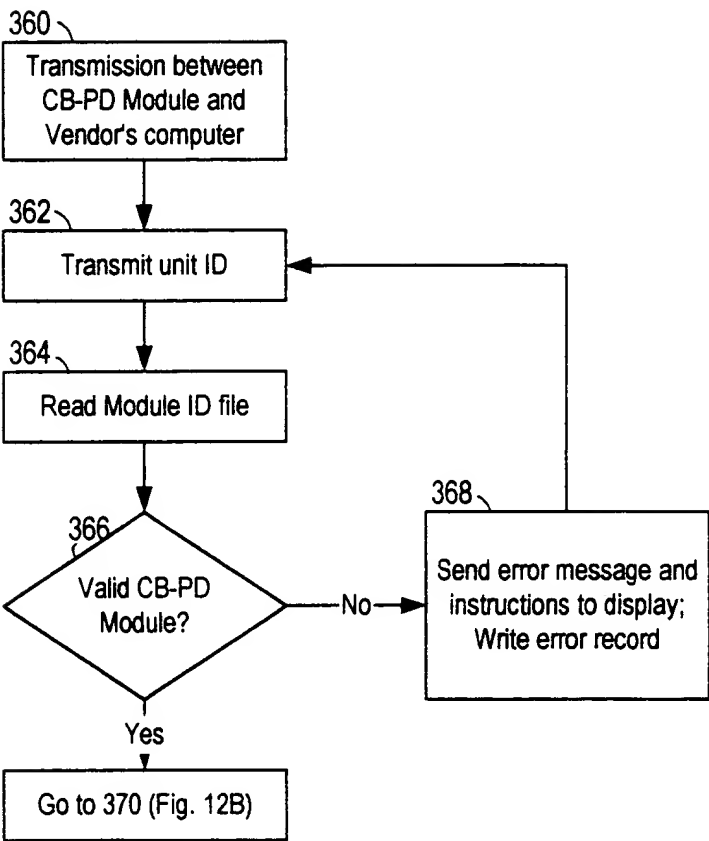 360
Transmission between
CB-PD Module and
Vendor's computer
362
Transmit unit ID
364
Read Module ID file
366
Valid CB-PD
Module?
No
368
Send error message and
instructions to display;
Write error record
Yes
Go to 370 (Fig. 12B)